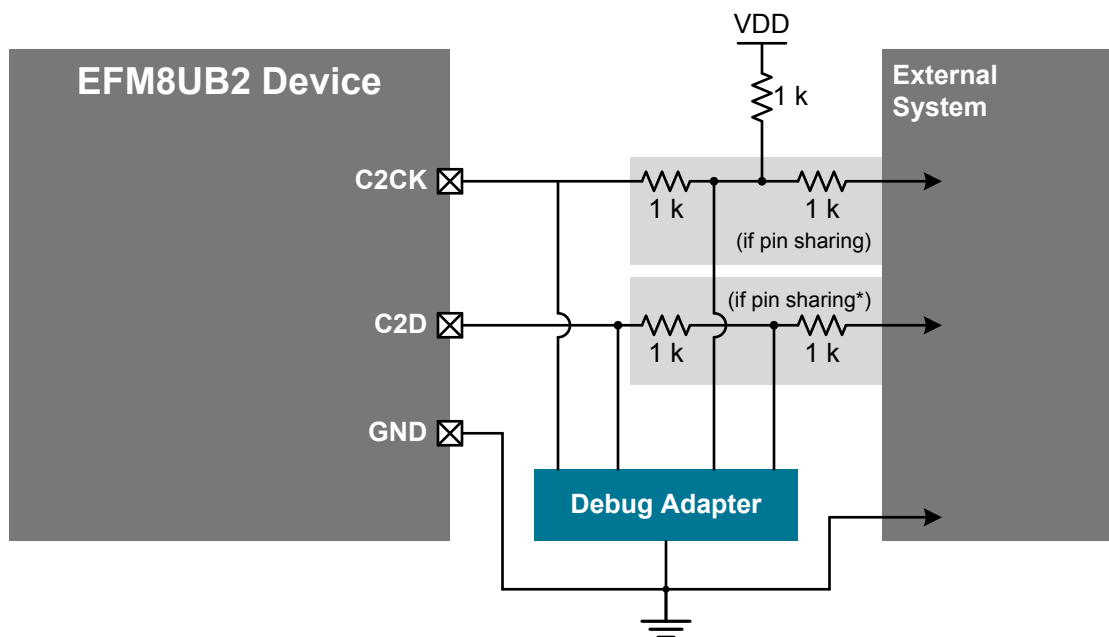 VDD
EFM8UB2 Device
External
System
1 k
C2CK
1 k
1 k
(if pin sharing)
(if pin sharing*)
C2D
1 k
1 k
GND
Debug Adapter